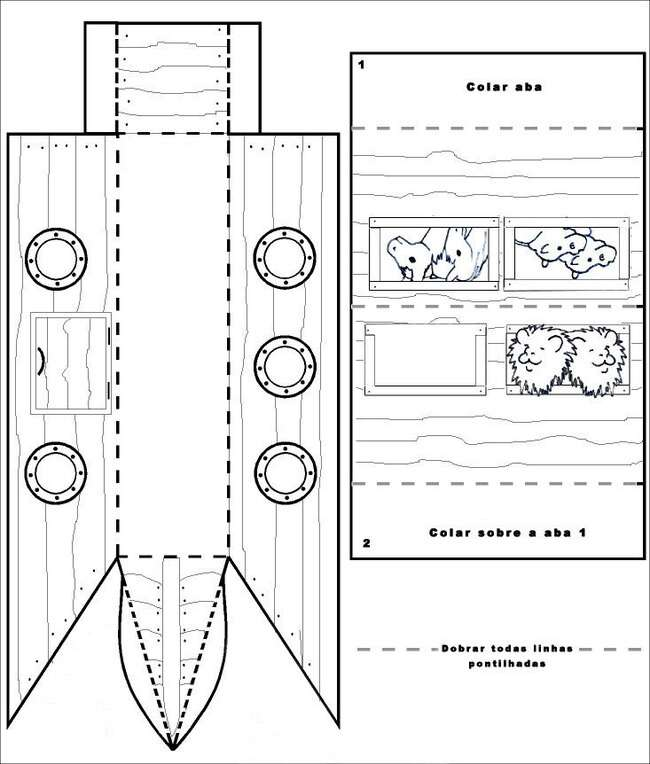 1
Colar aba
Colar sobre a aba 1
2
Dobrar todas linhas
pontilhadas